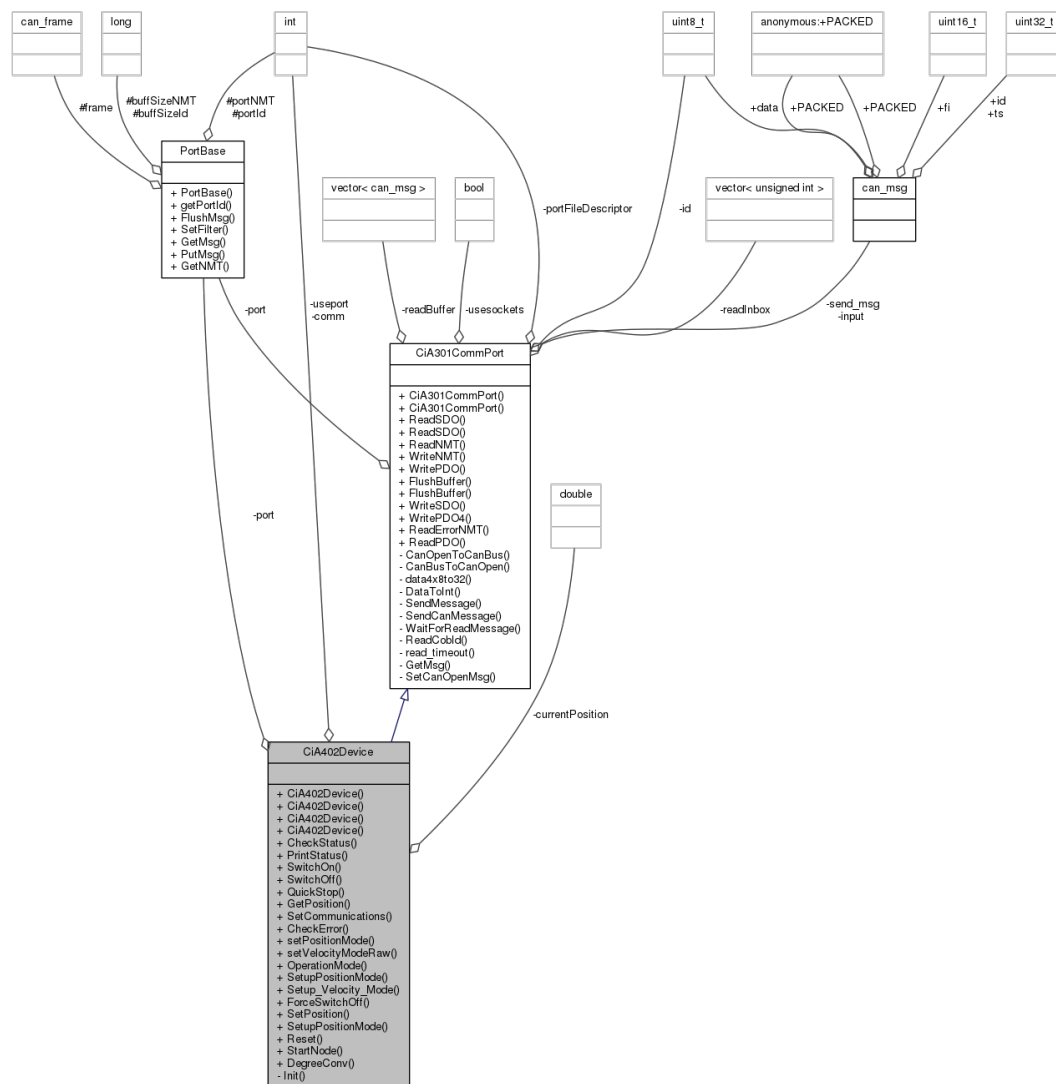 can_frame
long
int
uint8_t
anonymous:+PACKED
uint16_t
uint32_t
#frame
#buffSizeNMT
#buffSizeId
#portNMT
#portId
+data
+PACKED
+PACKED
+fi
+id
+ts
PortBase
+ PortBase()
+ getPortId()
+ FlushMsg()
+ SetFilter()
+ GetMsg()
+ PutMsg()
+ GetNMT()
vector< can_msg >
bool
-portFileDescriptor
-id
vector< unsigned int >
can_msg
-port
-useport
-comm
-readBuffer
-usesockets
-readInbox
-send_msg
-input
CiA301CommPort
+ CiA301CommPort()
+ CiA301CommPort()
+ ReadSDO()
+ ReadSDO()
+ ReadNMT()
+ WriteNMT()
+ WritePDO()
+ FlushBuffer()
+ FlushBuffer()
+ WriteSDO()
+ WritePDO4()
+ ReadErrorNMT()
+ ReadPDO()
- CanOpenToCanBus()
- CanBusToCanOpen()
- data4x8to32()
- DataToInt()
- SendMessage()
- SendCanMessage()
- WaitForReadMessage()
- ReadCobId()
- read_timeout()
- GetMsg()
- SetCanOpenMsg()
double
-port
-currentPosition
CiA402Device
+ CiA402Device()
+ CiA402Device()
+ CiA402Device()
+ CiA402Device()
+ CheckStatus()
+ PrintStatus()
+ SwitchOn()
+ SwitchOff()
+ QuickStop()
+ GetPosition()
+ SetCommunications()
+ CheckError()
+ setPositionMode()
+ setVelocityModeRaw()
+ OperationMode()
+ SetupPositionMode()
+ Setup_Velocity_Mode()
+ ForceSwitchOff()
+ SetPosition()
+ SetupPositionMode()
+ Reset()
+ StartNode()
+ DegreeConv()
- Init()